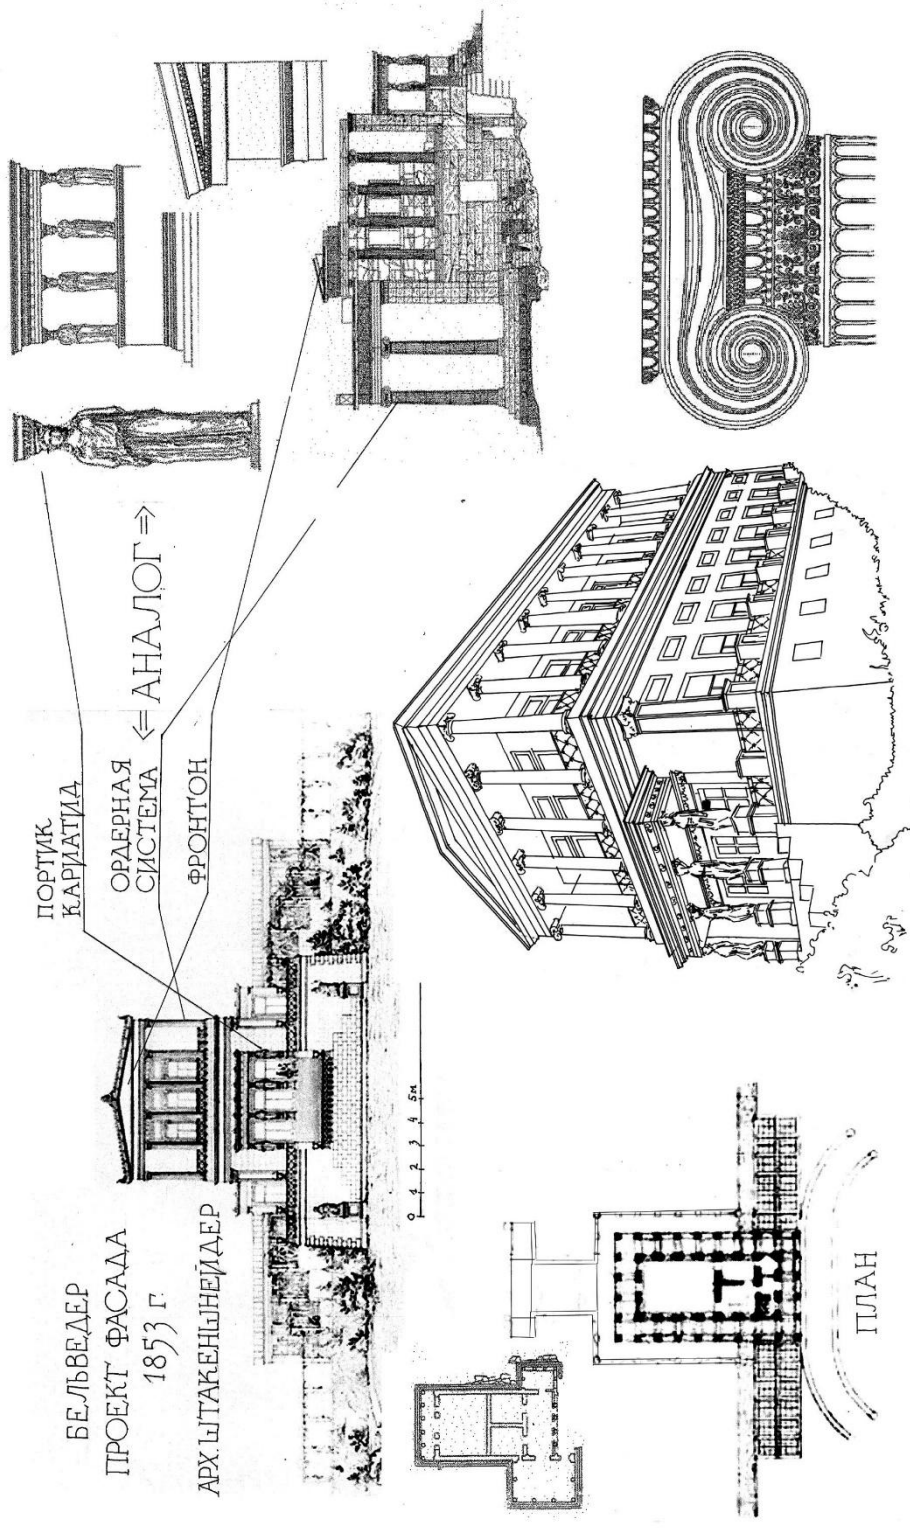 БЕЛЬВЕДЕР
ПРОЕКТ ФАСАДА
1853 Г.
АРХ. ШТАКЕНШНЕЙДЕР
ПОРТИК
КАРИАТИД
ОРДЕРНАЯ
СИСТЕМА
ФРОНТОН
<= АНАЛОГ =>
0 1 2 3 4 5м
ПЛАН